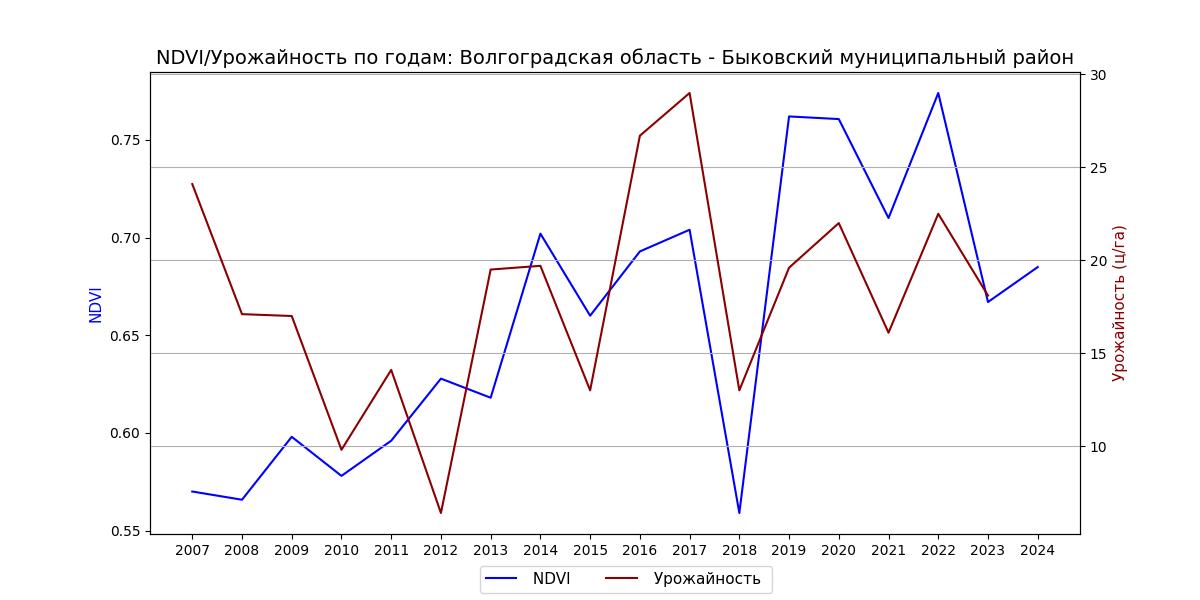 NDVI/Урожайность по годам: Волгоградская область - Быковский муниципальный район
30
0.75
25
0.70
20
NDVI
Урожайность (ц/га)
0.65
15
0.60
10
0.55
2007 2008 2009 2010 2011 2012 2013 2014 2015 2016 2017 2018 2019 2020 2021 2022 2023 2024
NDVI Урожайность